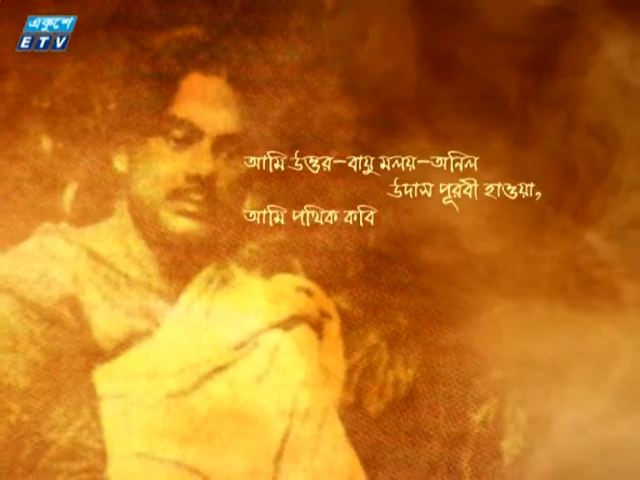 একুশে
ETV
আমি উত্তর-বায়ু মলয়-অনিল
উদাস পূরবী হাওয়া,
আমি পথিক কবি